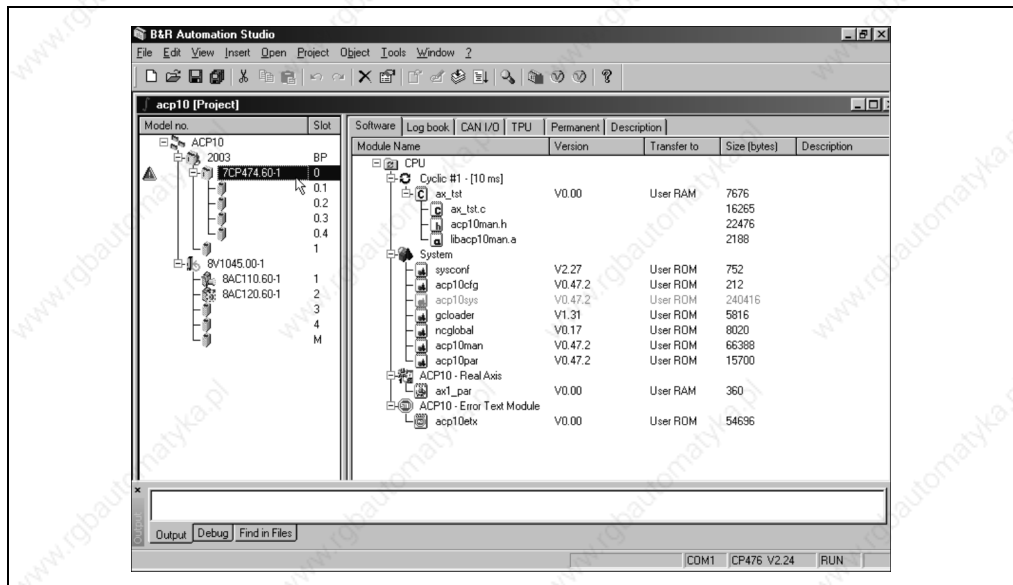 B&R Automation Studio
File Edit View Insert Open Project Object Tools Window ?
acp10 [Project]
Model no. Slot
ACP10
2003 BP
7CP474.60-1 0
0.1
0.2
0.3
0.4
1
8V1045.00-1
8AC110.60-1 1
8AC120.60-1 2
3
4
M
Software Log book CAN I/O TPU Permanent Description
Module Name Version Transfer to Size (bytes) Description
CPU
Cyclic #1 - [10 ms]
ax_tst V0.00 User RAM 7676
ax_tst.c 16265
acp10man.h 22476
libacp10man.a 2188
System
sysconf V2.27 User ROM 752
acp10cfg V0.47.2 User ROM 212
acp10sys V0.47.2 User ROM 240416
gcloader V1.31 User ROM 5816
ncglobal V0.17 User ROM 8020
acp10man V0.47.2 User ROM 66388
acp10par V0.47.2 User ROM 15700
ACP10 - Real Axis
ax1_par V0.00 User RAM 360
ACP10 - Error Text Module
acp10etx V0.00 User ROM 54696
Output
Output Debug Find in Files
COM1 CP476 V2.24 RUN
www.rgbautomatyka.pl